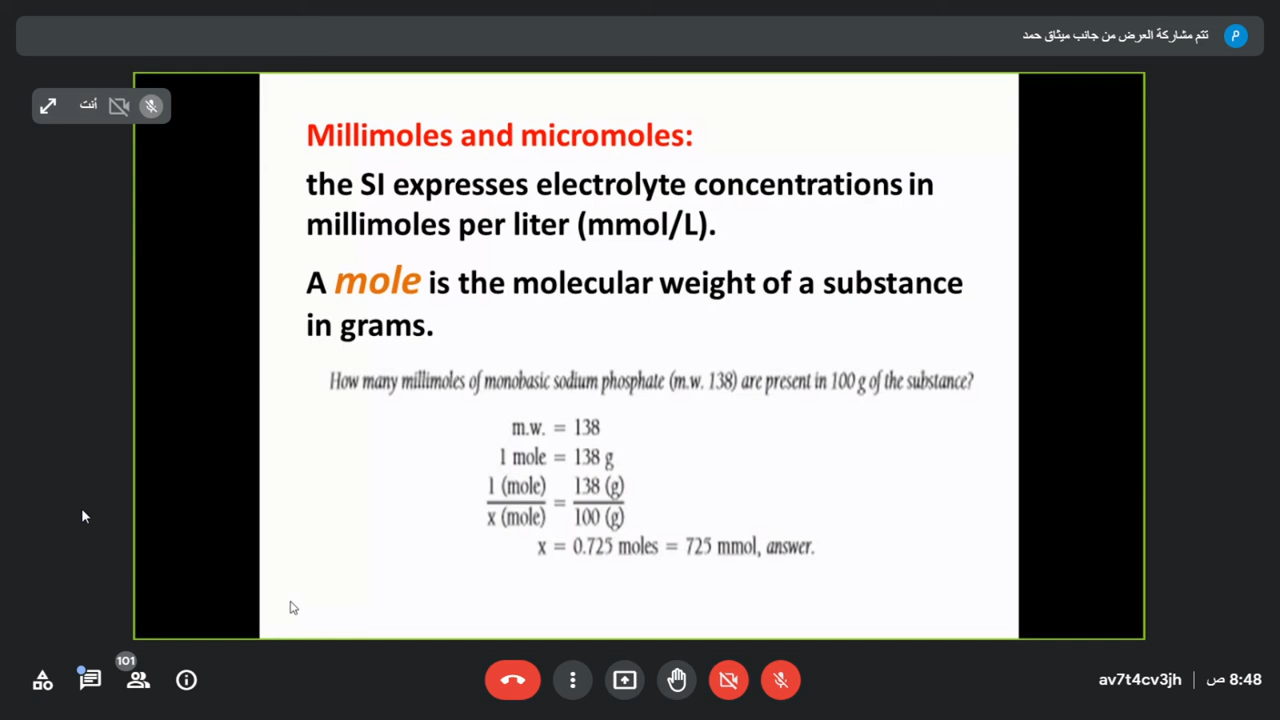 تتم مشاركة العرض من جانب ميثاق حمد
م
أنت
Millimoles and micromoles:
the SI expresses electrolyte concentrations in
millimoles per liter (mmol/L).
A mole is the molecular weight of a substance
in grams.
How many millimoles of monobasic sodium phosphate (m.w. 138) are present in 100 g of the substance?
m.w. = 138
1 mole = 138 g
1 (mole) / x (mole) = 138 (g) / 100 (g)
x = 0.725 moles = 725 mmol, answer.
101
av7t4cv3jh
8:48 ص